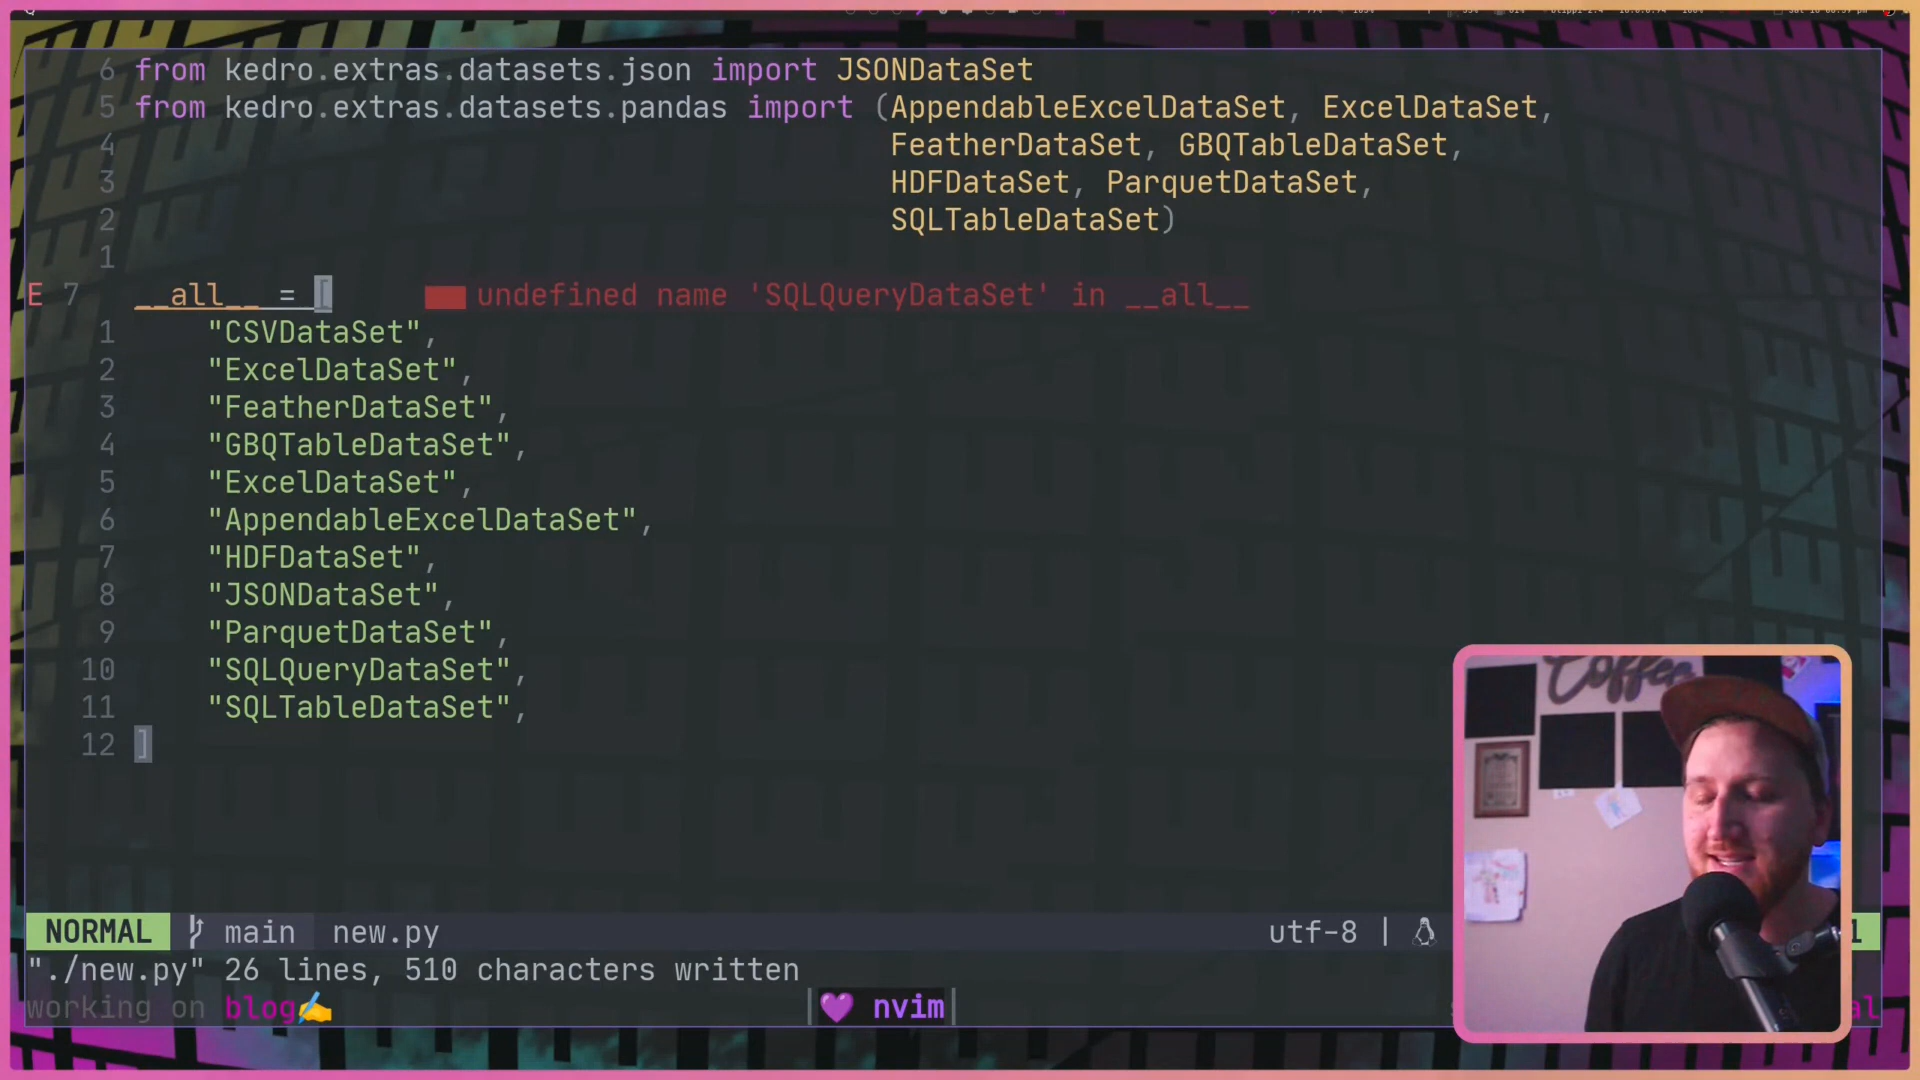 6 from kedro.extras.datasets.json import JSONDataSet
5 from kedro.extras.datasets.pandas import (AppendableExcelDataSet, ExcelDataSet,
4 FeatherDataSet, GBQTableDataSet,
3 HDFDataSet, ParquetDataSet,
2 SQLTableDataSet)
1
E 7 __all__ = [ undefined name 'SQLQueryDataSet' in __all__
1 "CSVDataSet",
2 "ExcelDataSet",
3 "FeatherDataSet",
4 "GBQTableDataSet",
5 "ExcelDataSet",
6 "AppendableExcelDataSet",
7 "HDFDataSet",
8 "JSONDataSet",
9 "ParquetDataSet",
10 "SQLQueryDataSet",
11 "SQLTableDataSet",
12 ]
Coffee
NORMAL main new.py utf-8 |
"./new.py" 26 lines, 510 characters written
working on blog✍️ | 💜 nvim |